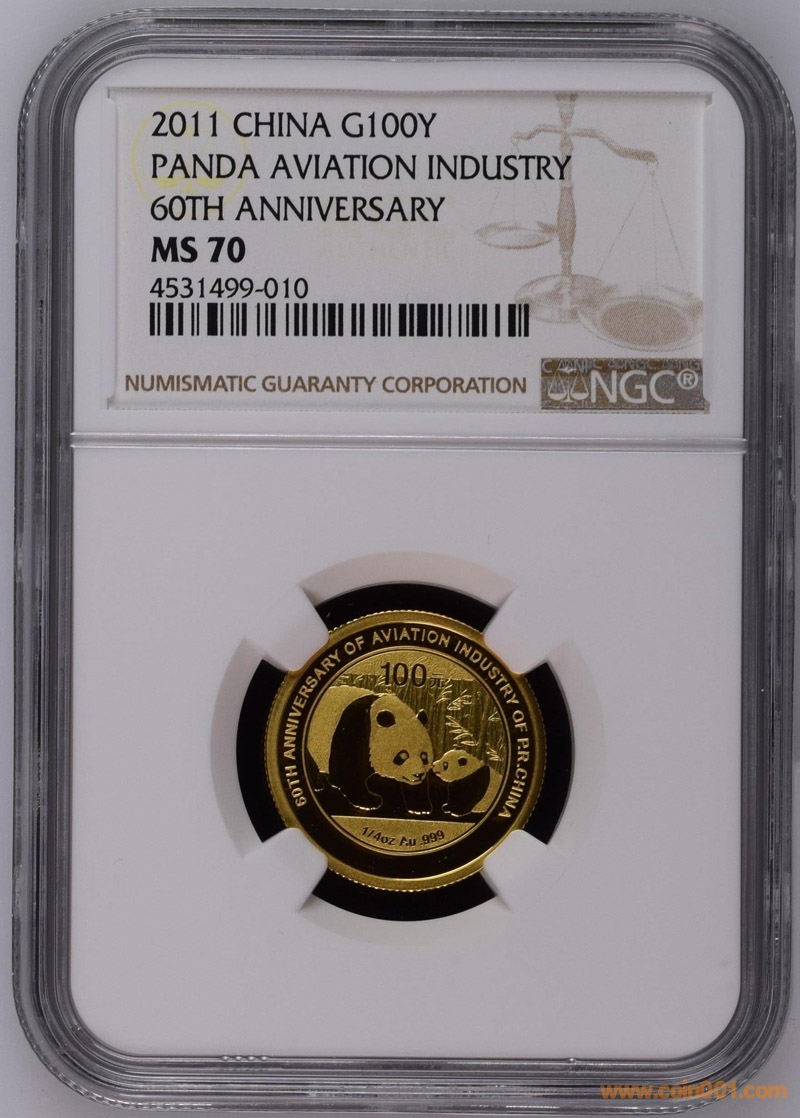 2011 CHINA G100Y
PANDA AVIATION INDUSTRY
60TH ANNIVERSARY
MS 70
4531499-010
NUMISMATIC GUARANTY CORPORATION
NGC®
60TH ANNIVERSARY OF AVIATION INDUSTRY OF P.R.CHINA
100元
1/4oz Au .999
www.coin001.com